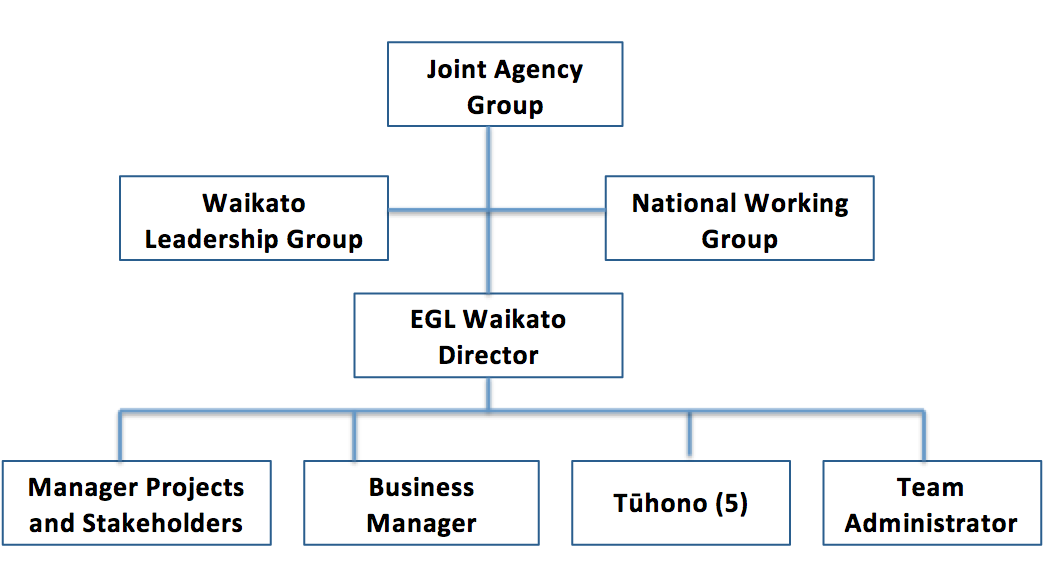 Joint Agency
Group
Waikato
Leadership Group
National Working
Group
EGL Waikato
Director
Manager Projects
and Stakeholders
Business
Manager
Tūhono (5)
Team
Administrator